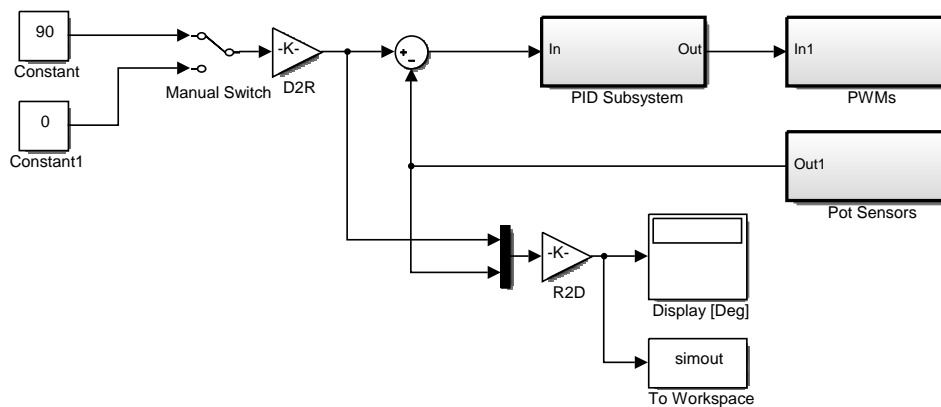 90
Constant
Manual Switch
-K-
D2R
+
-
In
Out
PID Subsystem
In1
PWMs
0
Constant1
Out1
Pot Sensors
-K-
R2D
Display [Deg]
simout
To Workspace